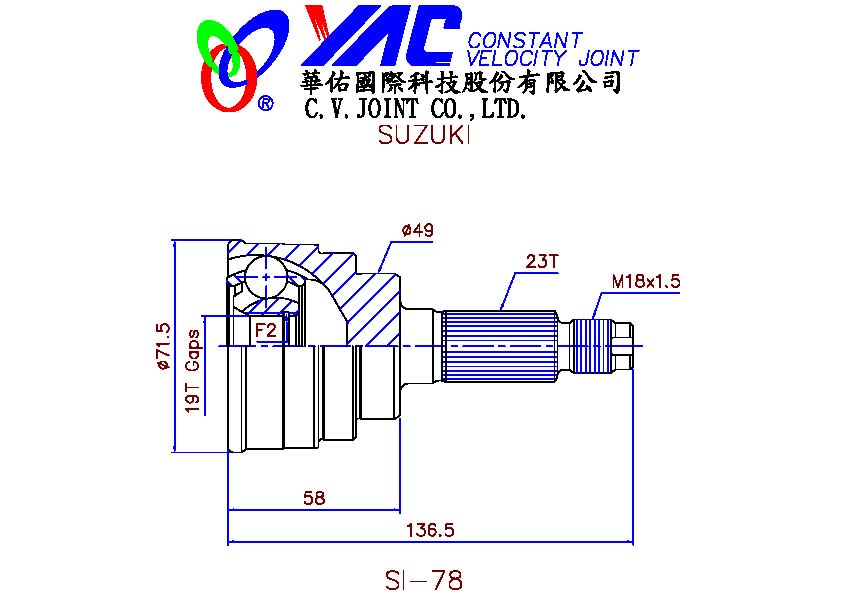 YAC CONSTANT
VELOCITY JOINT
®
華佑國際科技股份有限公司
C.V.JOINT CO.,LTD.
SUZUKI
ø49
23T
M18x1.5
F2
ø71.5
19T Gaps
58
136.5
SI-78